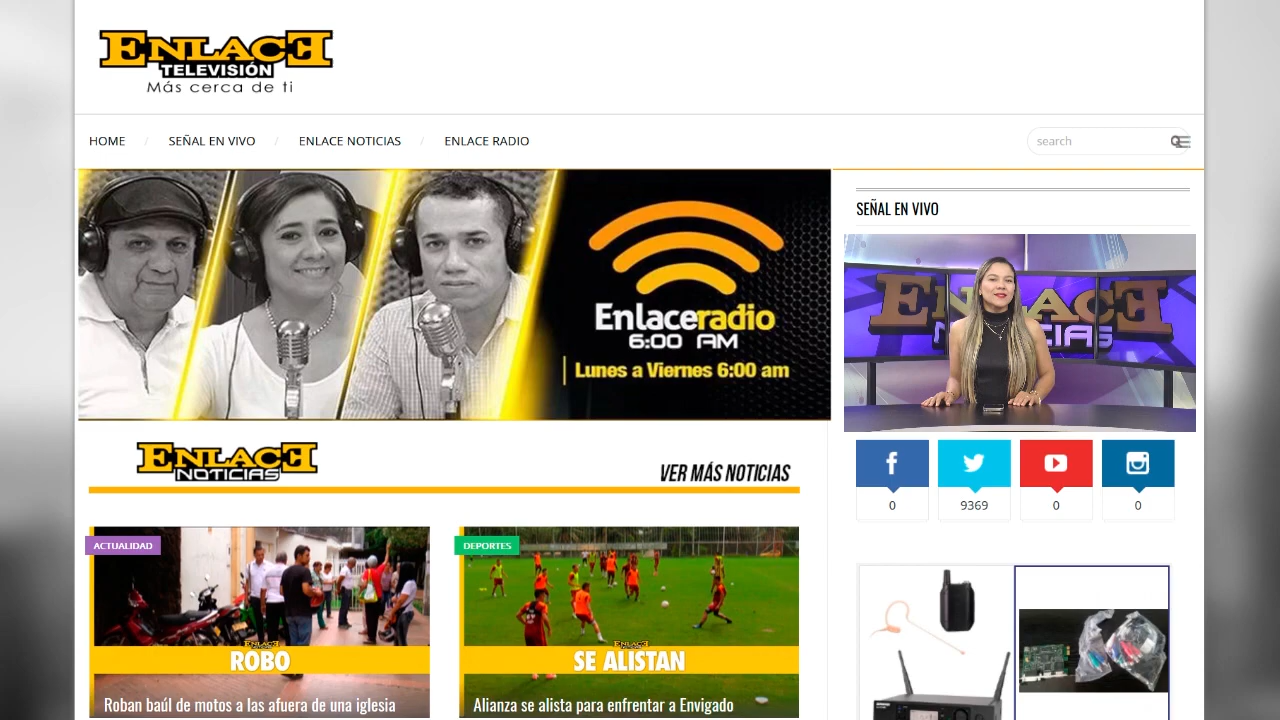 ENLACE
TELEVISIÓN
Más cerca de ti
HOME / SEÑAL EN VIVO / ENLACE NOTICIAS / ENLACE RADIO
search
Enlaceradio
6:00 AM
Lunes a Viernes 6:00 am
SEÑAL EN VIVO
ENLACE
NOTICIAS
0
9369
0
0
ENLACE
NOTICIAS
VER MÁS NOTICIAS
ACTUALIDAD
ENLACE
ROBO
Roban baúl de motos a las afuera de una iglesia
DEPORTES
ENLACE
SE ALISTAN
Alianza se alista para enfrentar a Envigado